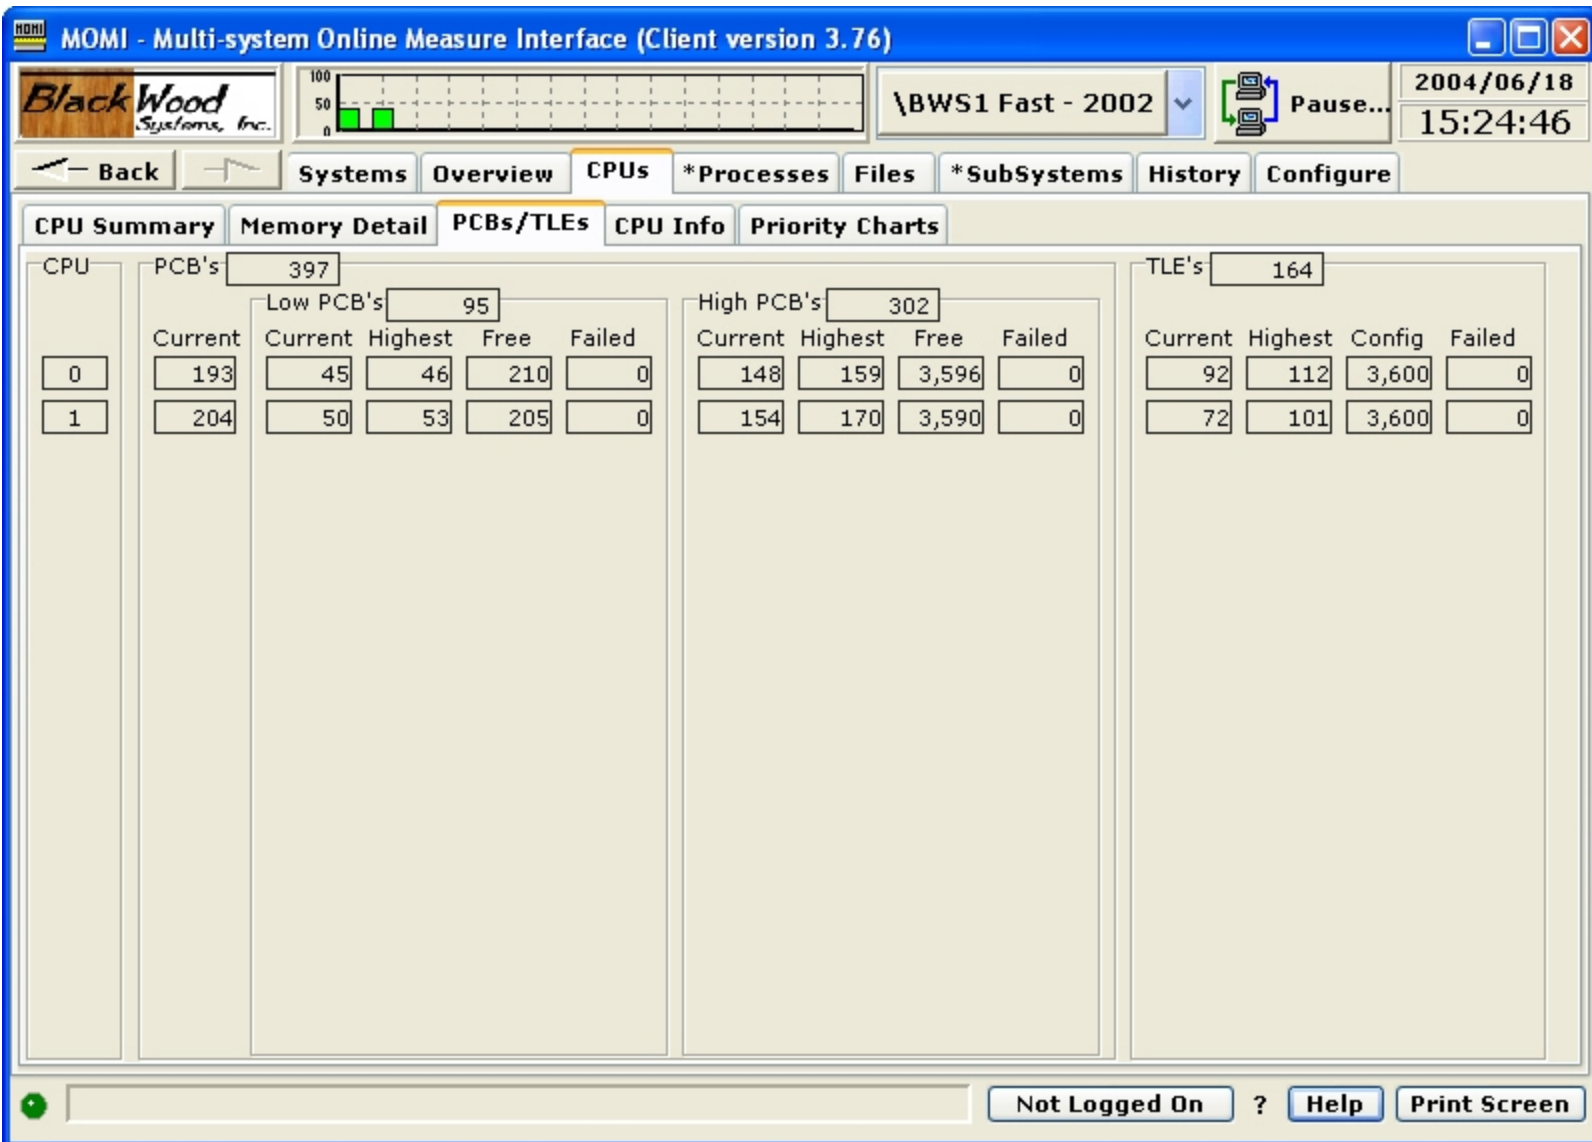 MOMI
MOMI - Multi-system Online Measure Interface (Client version 3.76)
BlackWood Systems, Inc.
100
50
0
\BWS1 Fast - 2002
Pause...
2004/06/18
15:24:46
Back
Systems Overview CPUs *Processes Files *SubSystems History Configure
CPU Summary Memory Detail PCBs/TLEs CPU Info Priority Charts
CPU PCB's 397 TLE's 164
Low PCB's 95 High PCB's 302
Current Current Highest Free Failed Current Highest Free Failed Current Highest Config Failed
0 193 45 46 210 0 148 159 3,596 0 92 112 3,600 0
1 204 50 53 205 0 154 170 3,590 0 72 101 3,600 0
Not Logged On ? Help Print Screen